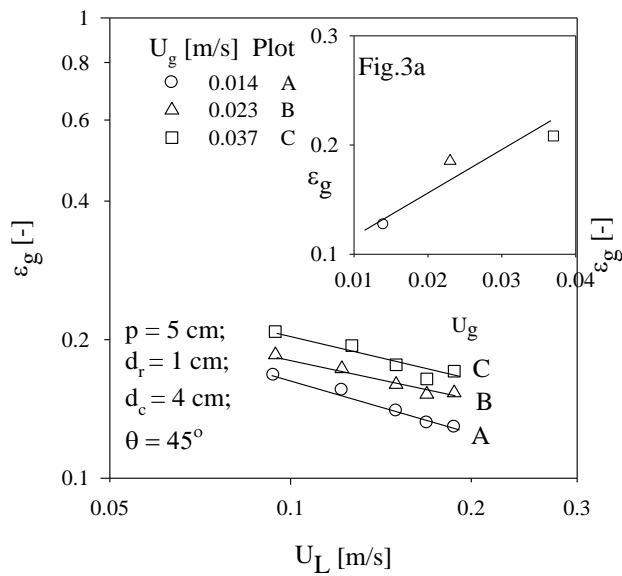 U_g [m/s] Plot
0.014 A
0.023 B
0.037 C
1
0.8
0.6
0.4
0.2
0.1
ε_g [-]
0.3
0.2
0.1
ε_g
Fig.3a
0.01 0.02 0.03 0.04
U_g
ε_g [-]
p = 5 cm;
d_r = 1 cm;
d_c = 4 cm;
θ = 45°
C
B
A
0.05 0.1 0.2 0.3
U_L [m/s]